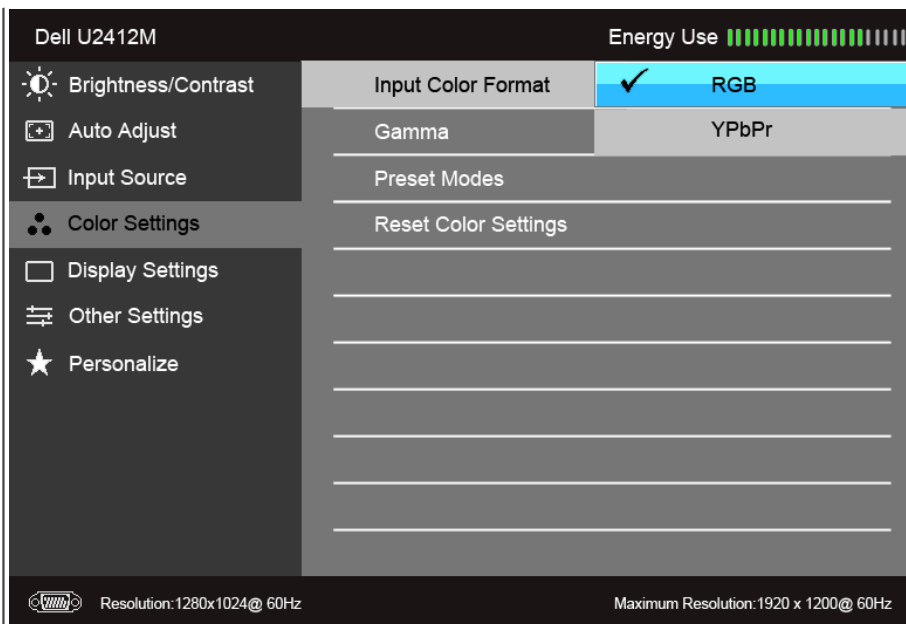 Dell U2412M Energy Use
Brightness/Contrast Input Color Format RGB
Auto Adjust Gamma YPbPr
Input Source Preset Modes
Color Settings Reset Color Settings
Display Settings
Other Settings
Personalize
Resolution:1280x1024@ 60Hz Maximum Resolution:1920 x 1200@ 60Hz